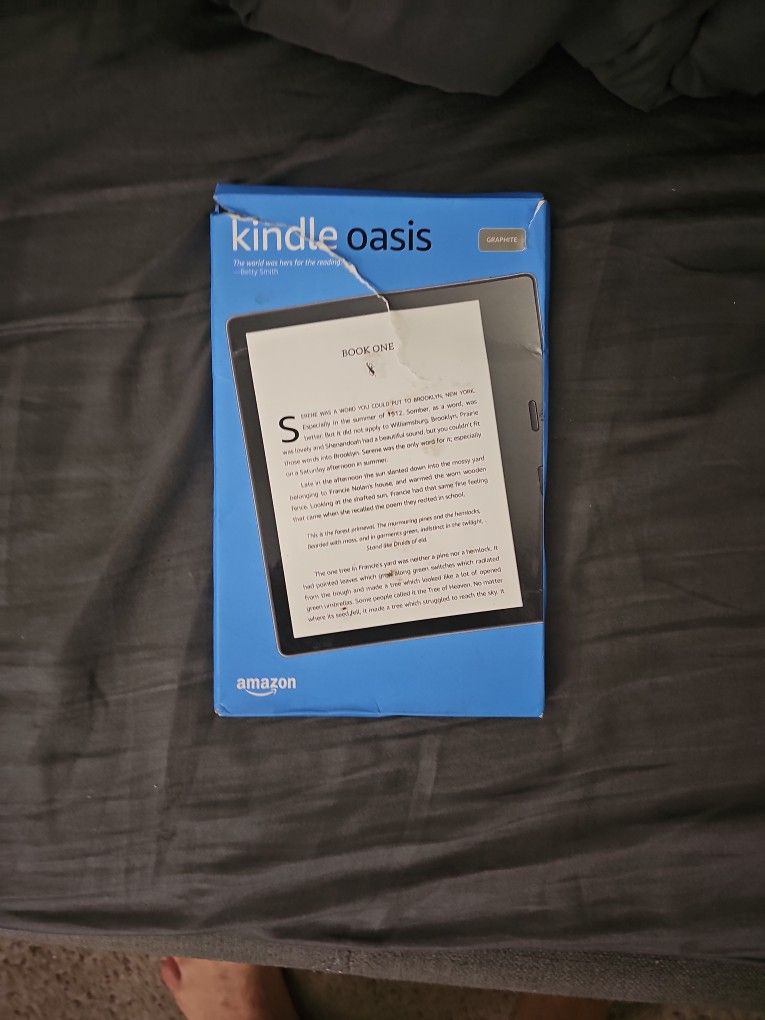 kindle oasis
GRAPHITE
The world was hers for the reading.
—Betty Smith
BOOK ONE
SERENE WAS A WORD YOU COULD PUT TO BROOKLYN, NEW YORK.
Especially in the summer of 1912. Somber, as a word, was
better. But it did not apply to Williamsburg, Brooklyn. Prairie
was lovely and Shenandoah had a beautiful sound, but you couldn't fit
those words into Brooklyn. Serene was the only word for it; especially
on a Saturday afternoon in summer.
Late in the afternoon the sun slanted down into the mossy yard
belonging to Francie Nolan's house, and warmed the worn wooden
fence. Looking at the shafted sun, Francie had that same fine feeling
that came when she recalled the poem they recited in school.
This is the forest primeval. The murmuring pines and the hemlocks,
Bearded with moss, and in garments green, indistinct in the twilight,
Stand like Druids of eld.
The one tree in Francie's yard was neither a pine nor a hemlock. It
had pointed leaves which grew along green switches which radiated
from the bough and made a tree which looked like a lot of opened
green umbrellas. Some people called it the Tree of Heaven. No matter
where its seed fell, it made a tree which struggled to reach the sky. It
amazon